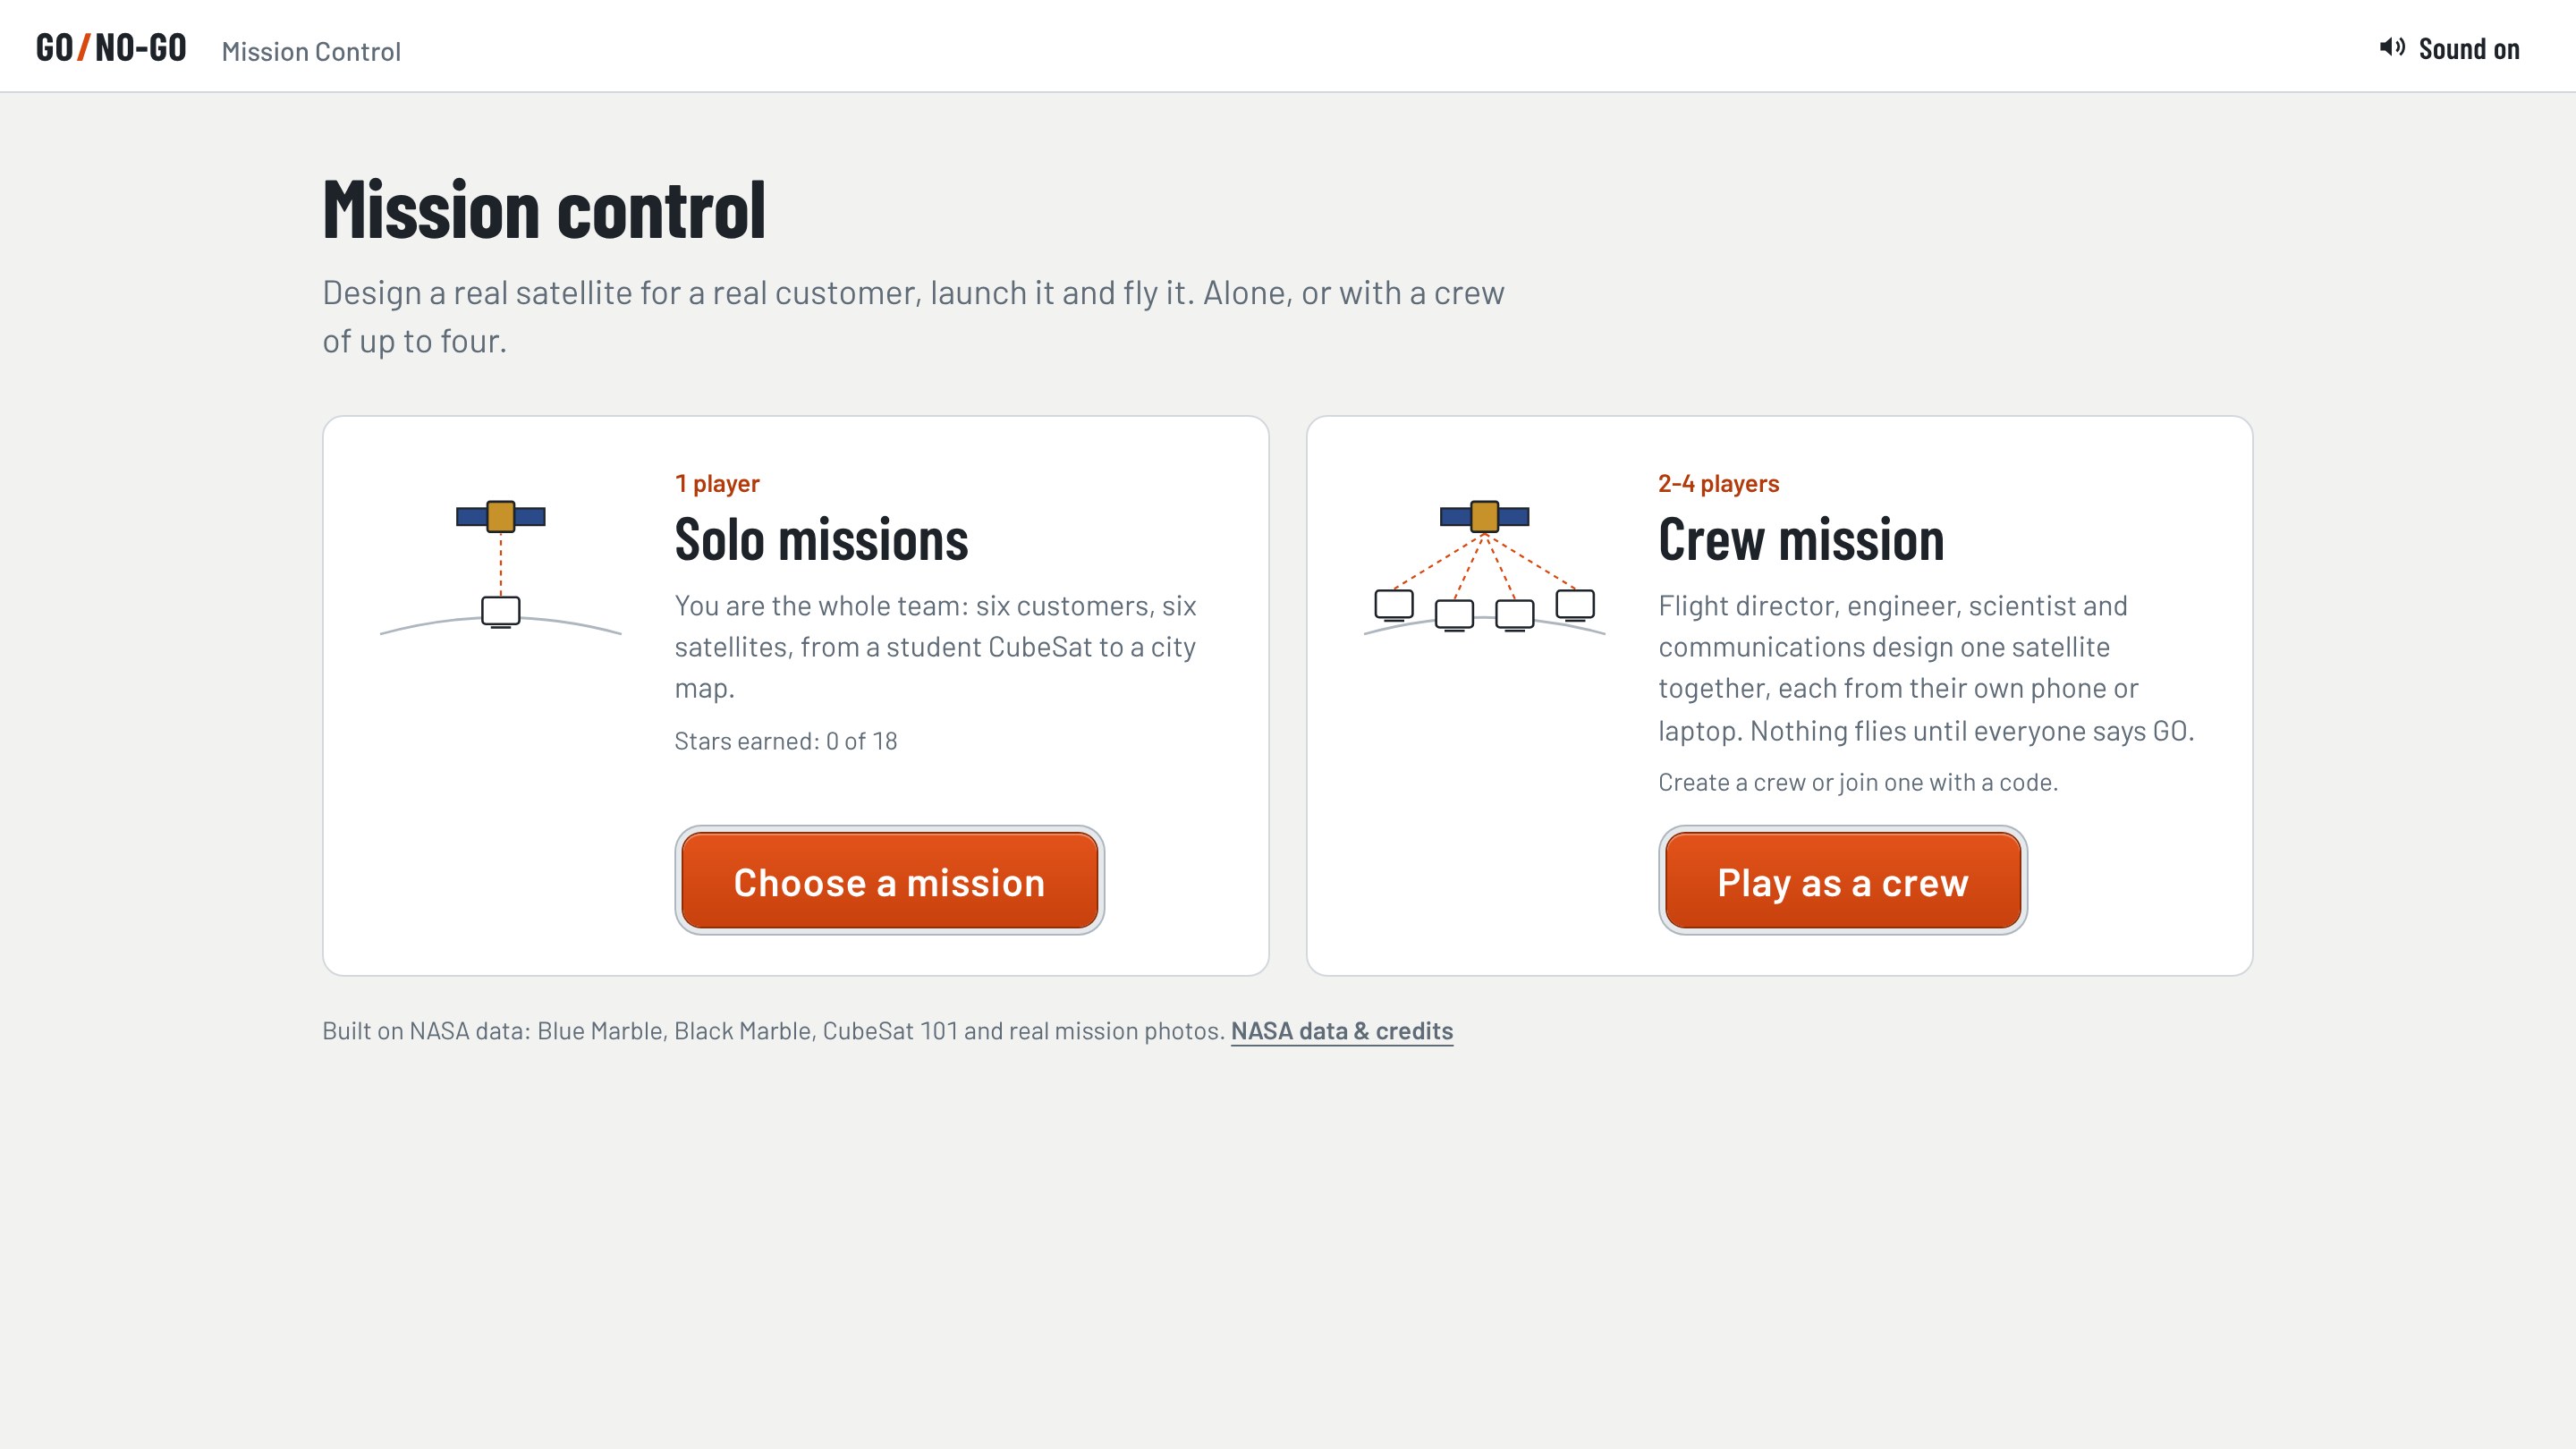 GO/NO-GO Mission Control
Sound on
Mission control
Design a real satellite for a real customer, launch it and fly it. Alone, or with a crew
of up to four.
1 player
Solo missions
You are the whole team: six customers, six
satellites, from a student CubeSat to a city
map.
Stars earned: 0 of 18
Choose a mission
2-4 players
Crew mission
Flight director, engineer, scientist and
communications design one satellite
together, each from their own phone or
laptop. Nothing flies until everyone says GO.
Create a crew or join one with a code.
Play as a crew
Built on NASA data: Blue Marble, Black Marble, CubeSat 101 and real mission photos. NASA data & credits